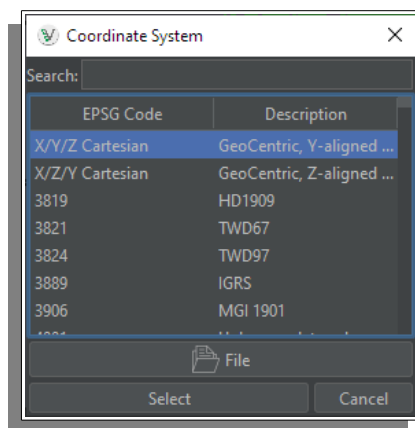 Coordinate System
Search:
EPSG Code Description
X/Y/Z Cartesian GeoCentric, Y-aligned ...
X/Z/Y Cartesian GeoCentric, Z-aligned ...
3819 HD1909
3821 TWD67
3824 TWD97
3889 IGRS
3906 MGI 1901
File
Select Cancel